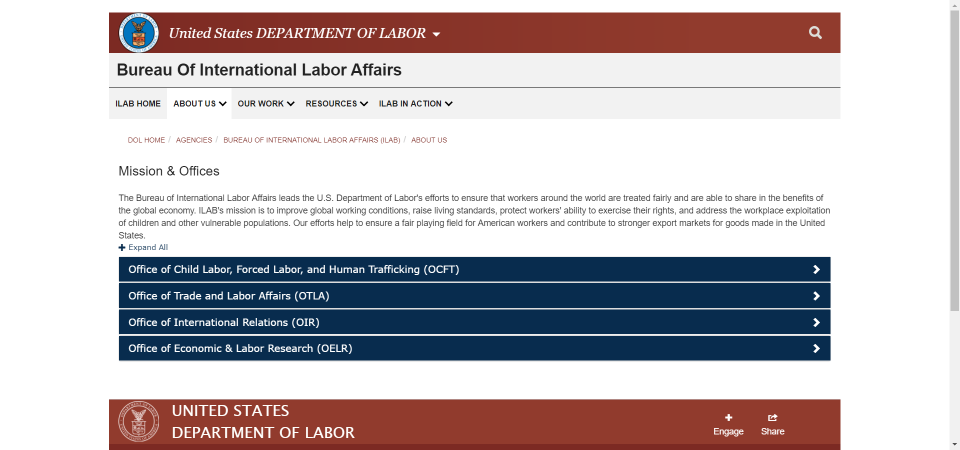 United States DEPARTMENT OF LABOR
Bureau Of International Labor Affairs
ILAB HOME ABOUT US OUR WORK RESOURCES ILAB IN ACTION
DOL HOME / AGENCIES / BUREAU OF INTERNATIONAL LABOR AFFAIRS (ILAB) / ABOUT US
Mission & Offices
The Bureau of International Labor Affairs leads the U.S. Department of Labor's efforts to ensure that workers around the world are treated fairly and are able to share in the benefits of
the global economy. ILAB's mission is to improve global working conditions, raise living standards, protect workers' ability to exercise their rights, and address the workplace exploitation
of children and other vulnerable populations. Our efforts help to ensure a fair playing field for American workers and contribute to stronger export markets for goods made in the United
States.
Expand All
Office of Child Labor, Forced Labor, and Human Trafficking (OCFT)
Office of Trade and Labor Affairs (OTLA)
Office of International Relations (OIR)
Office of Economic & Labor Research (OELR)
UNITED STATES
DEPARTMENT OF LABOR
Engage Share